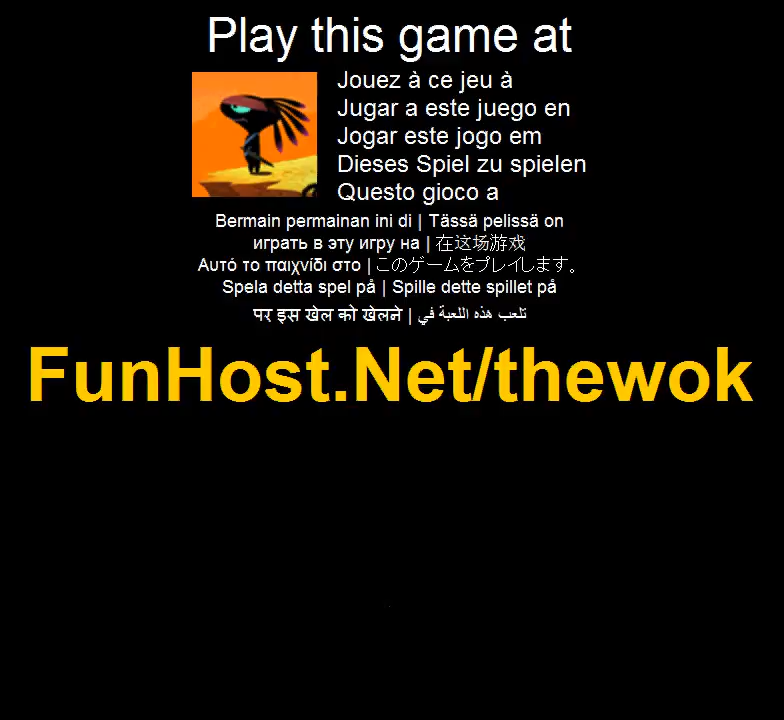 Play this game at
Jouez à ce jeu à
Jugar a este juego en
Jogar este jogo em
Dieses Spiel zu spielen
Questo gioco a
Bermain permainan ini di | Tässä pelissä on
играть в эту игру на | 在这场游戏
Αυτό το παιχνίδι στο | このゲームをプレイします。
Spela detta spel på | Spille dette spillet på
पर इस खेल को खेलने | تلعب هذه اللعبة في
FunHost.Net/thewok